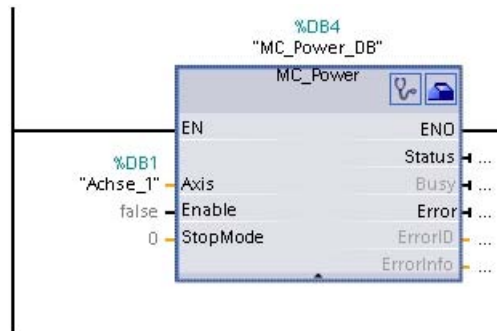 %DB4
"MC_Power_DB"
MC_Power
EN ENO
Status ...
%DB1
"Achse_1" Axis Busy ...
false Enable Error ...
0 StopMode ErrorID ...
ErrorInfo ...